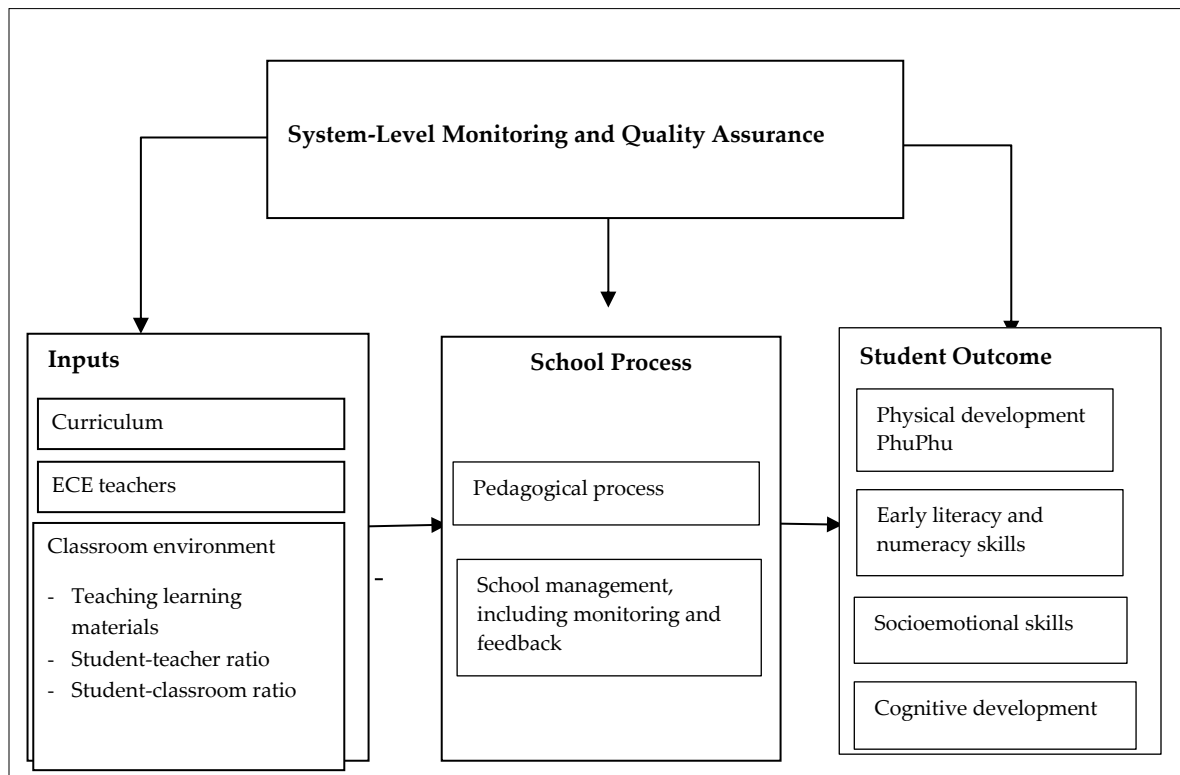 System-Level Monitoring and Quality Assurance
Inputs
Curriculum
ECE teachers
Classroom environment
- Teaching learning
materials
- Student-teacher ratio
- Student-classroom ratio
-
School Process
Pedagogical process
School management,
including monitoring and
feedback
Student Outcome
Physical development
PhuPhu
Early literacy and
numeracy skills
Socioemotional skills
Cognitive development